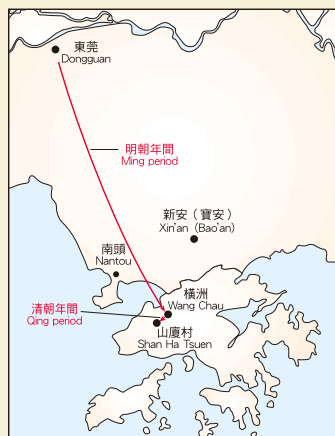 東莞
Dongguan
明朝年間
Ming period
新安（寶安）
Xin'an (Bao'an)
南頭
Nantou
橫洲
Wang Chau
清朝年間
Qing period
山廈村
Shan Ha Tsuen